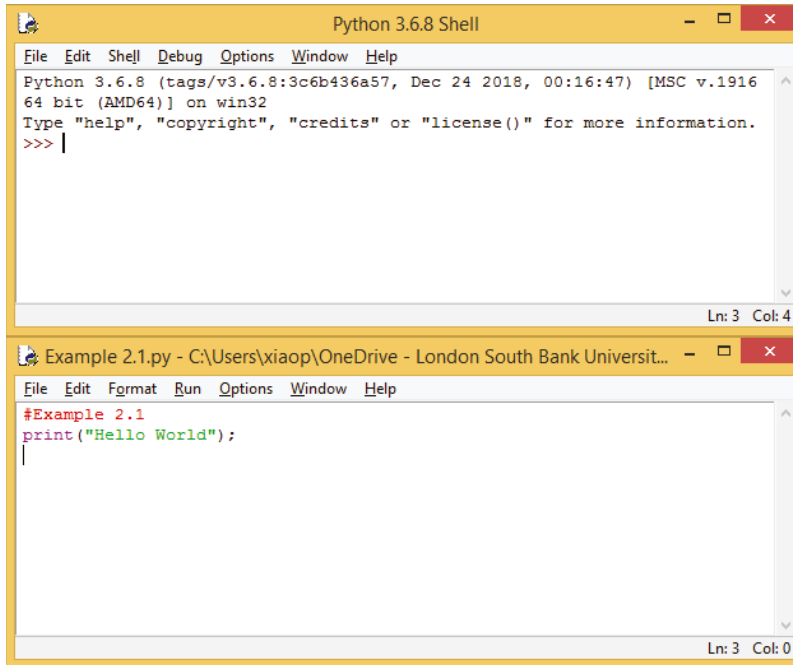 Python 3.6.8 Shell
File Edit Shell Debug Options Window Help
Python 3.6.8 (tags/v3.6.8:3c6b436a57, Dec 24 2018, 00:16:47) [MSC v.1916
64 bit (AMD64)] on win32
Type "help", "copyright", "credits" or "license()" for more information.
>>>
Ln: 3 Col: 4
Example 2.1.py - C:\Users\xiaop\OneDrive - London South Bank Universit...
File Edit Format Run Options Window Help
#Example 2.1
print("Hello World");
Ln: 3 Col: 0